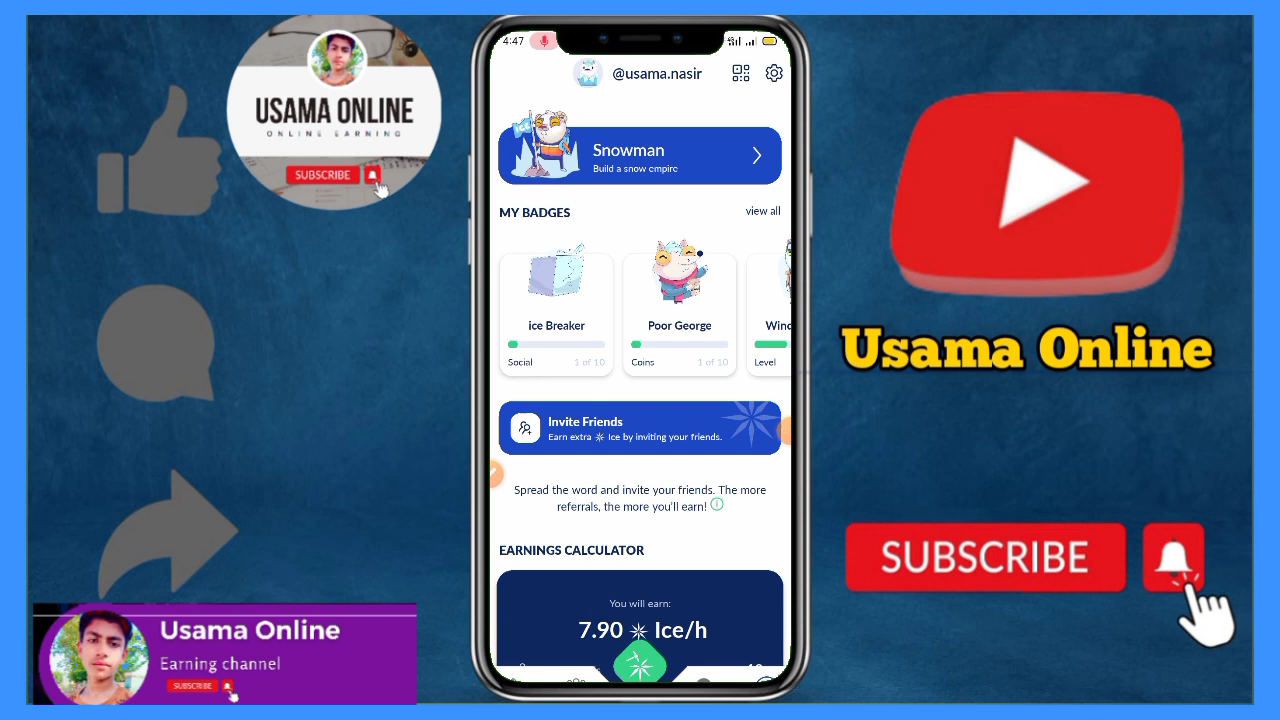 USAMA ONLINE
ONLINE EARNING
SUBSCRIBE
4:47
@usama.nasir
Snowman
Build a snow empire
MY BADGES
view all
ice Breaker
Social
1 of 10
Poor George
Coins
1 of 10
Level
Invite Friends
Earn extra Ice by inviting your friends.
Spread the word and invite your friends. The more
referrals, the more you'll earn!
EARNINGS CALCULATOR
You will earn:
7.90 Ice/h
Usama Online
SUBSCRIBE
Usama Online
Earning channel
SUBSCRIBE